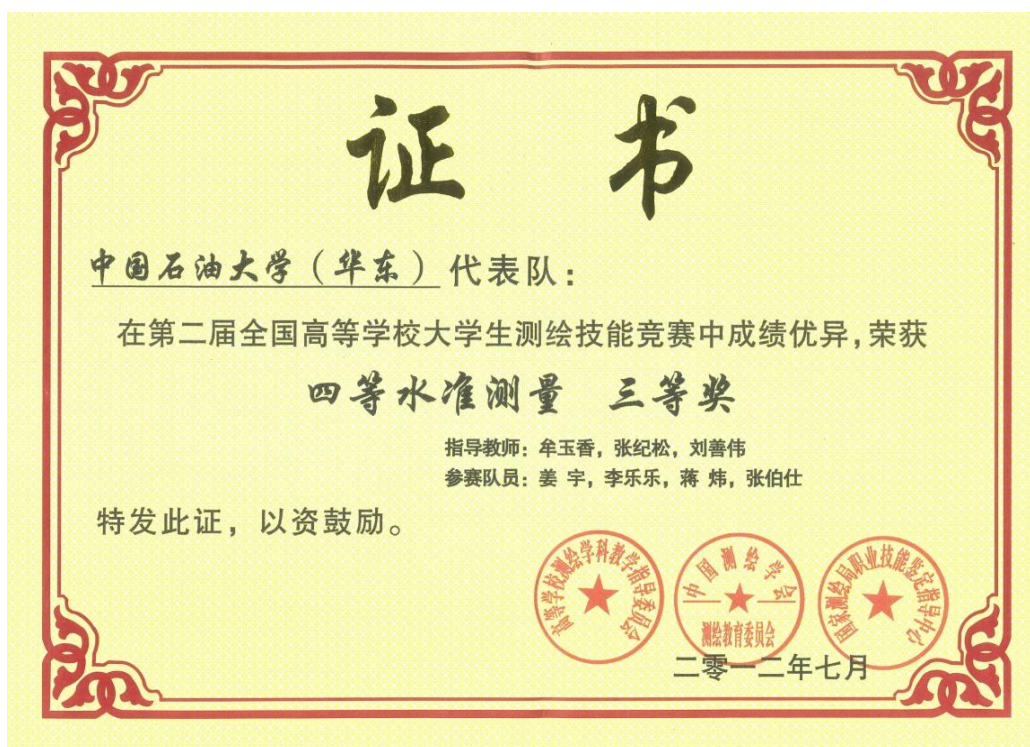 证书
中国石油大学（华东）代表队：
在第二届全国高等学校大学生测绘技能竞赛中成绩优异，荣获
四等水准测量 三等奖
指导教师：牟玉香，张纪松，刘善伟
参赛队员：姜 宇，李乐乐，蒋 炜，张伯仕
特发此证，以资鼓励。
高等学校测绘学科教学指导委员会
中国测绘学会
测绘教育委员会
国家测绘局职业技能鉴定指导中心
二零一二年七月